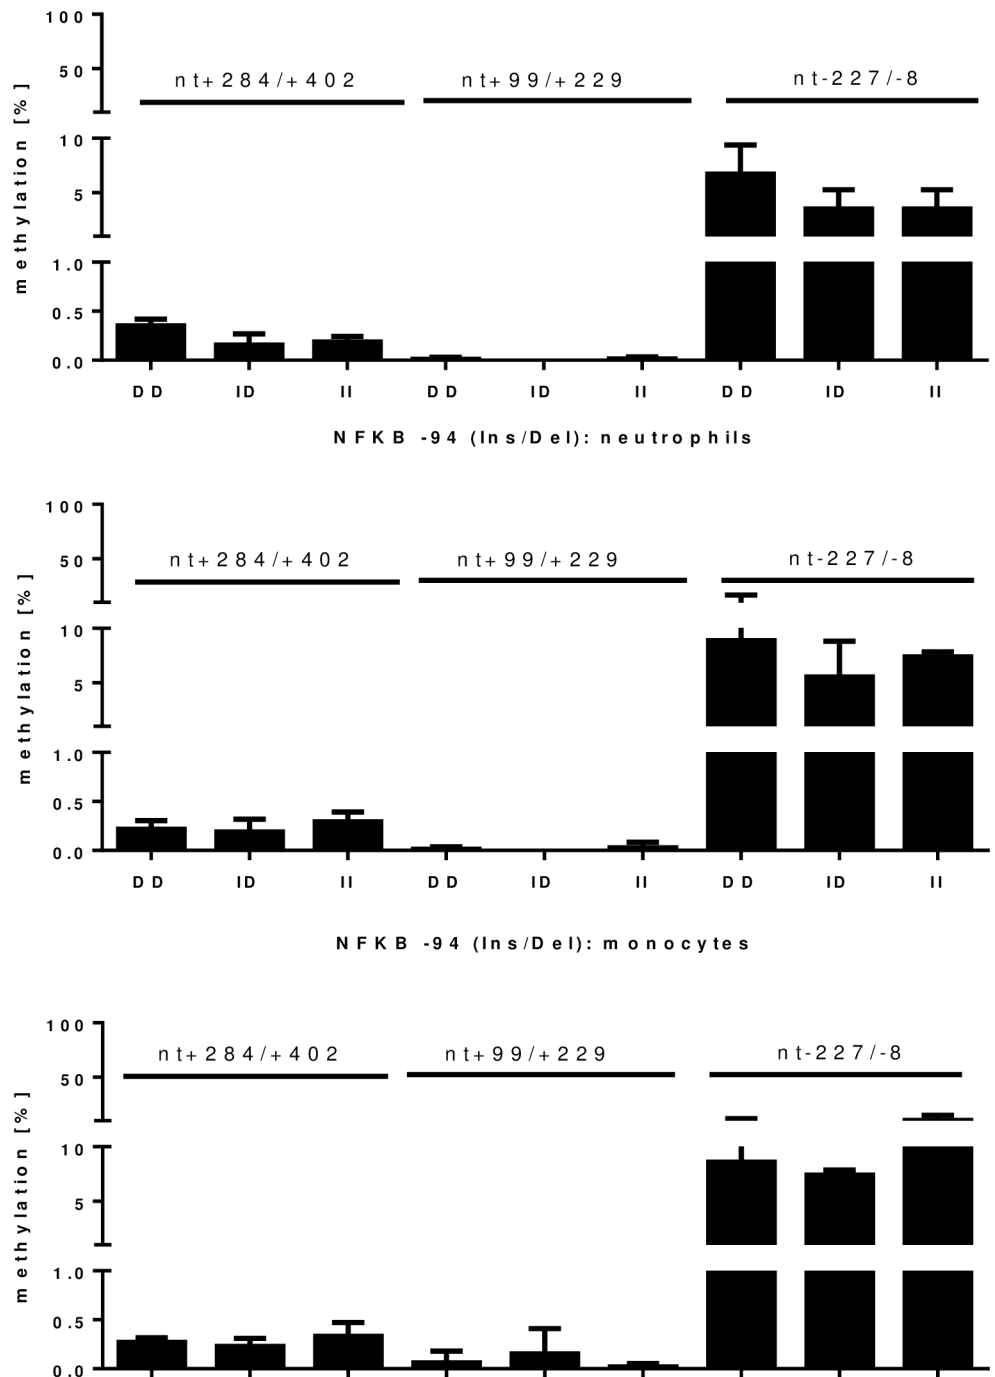 100
nt+284/+402 nt+99/+229 nt-227/-8
50
10
5
1.0
0.5
0.0
methylation [%]
DD ID II DD ID II DD ID II
NFKB -94 (Ins/Del): neutrophils
100
nt+284/+402 nt+99/+229 nt-227/-8
50
10
5
1.0
0.5
0.0
methylation [%]
DD ID II DD ID II DD ID II
NFKB -94 (Ins/Del): monocytes
100
nt+284/+402 nt+99/+229 nt-227/-8
50
10
5
1.0
0.5
0.0
methylation [%]